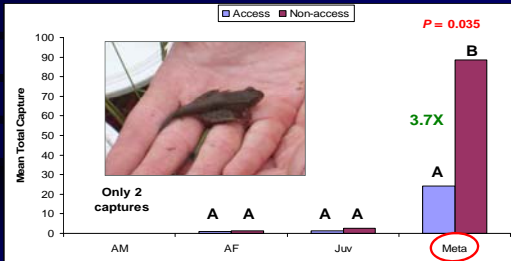 Access Non-access
P = 0.035
Mean Total Capture
100
90
80
70
60
50
40
30
20
10
0
Only 2
captures
A A
A A
3.7X
A
B
AM AF Juv Meta